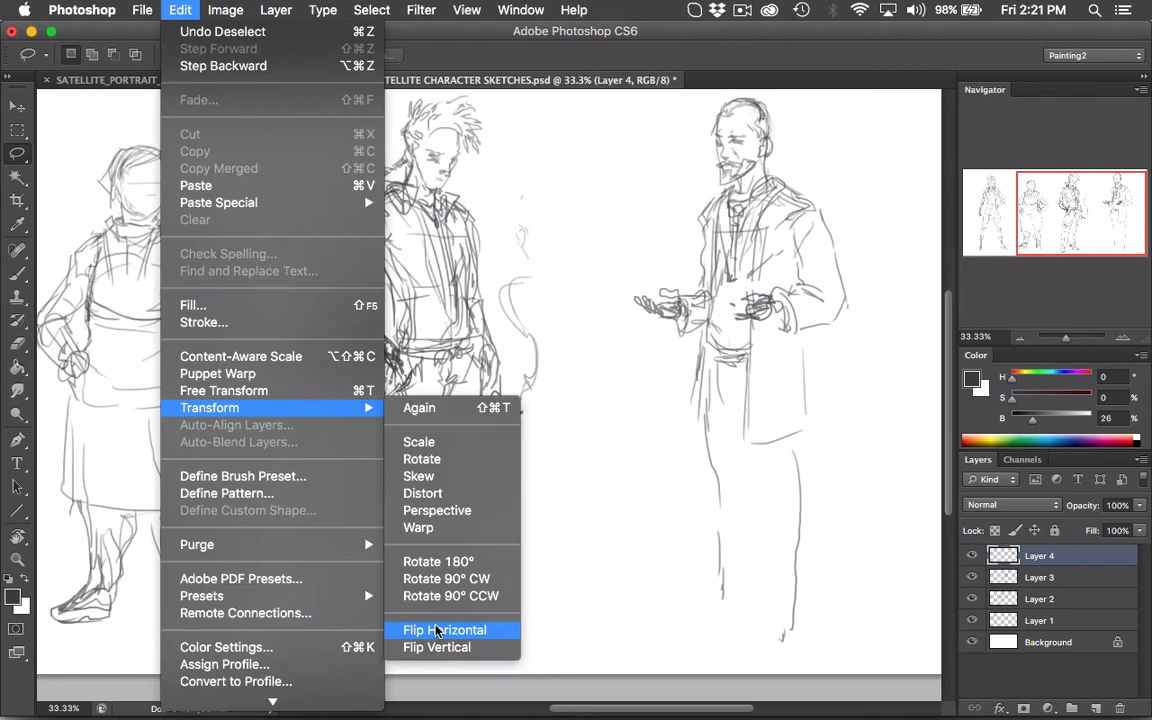 Photoshop File Edit Image Layer Type Select Filter View Window Help 98% Fri 2:21 PM
Adobe Photoshop CS6
Painting2
SATELLITE_PORTRAIT_
TELLITE CHARACTER SKETCHES.psd @ 33.3% (Layer 4, RGB/8) *
Undo Deselect ⌘Z
Step Forward ⇧⌘Z
Step Backward ⌥⌘Z
Fade... ⇧⌘F
Cut ⌘X
Copy ⌘C
Copy Merged ⇧⌘C
Paste ⌘V
Paste Special
Clear
Check Spelling...
Find and Replace Text...
Fill... ⇧F5
Stroke...
Content-Aware Scale ⌥⇧⌘C
Puppet Warp
Free Transform ⌘T
Transform
Auto-Align Layers...
Auto-Blend Layers...
Define Brush Preset...
Define Pattern...
Define Custom Shape...
Purge
Adobe PDF Presets...
Presets
Remote Connections...
Color Settings... ⇧⌘K
Assign Profile...
Convert to Profile...
Again ⇧⌘T
Scale
Rotate
Skew
Distort
Perspective
Warp
Rotate 180°
Rotate 90° CW
Rotate 90° CCW
Flip Horizontal
Flip Vertical
Navigator
33.33%
Color
H 0 °
S 0 %
B 26 %
Layers Channels
Kind
Normal Opacity: 100%
Lock: Fill: 100%
Layer 4
Layer 3
Layer 2
Layer 1
Background
fx
33.33%